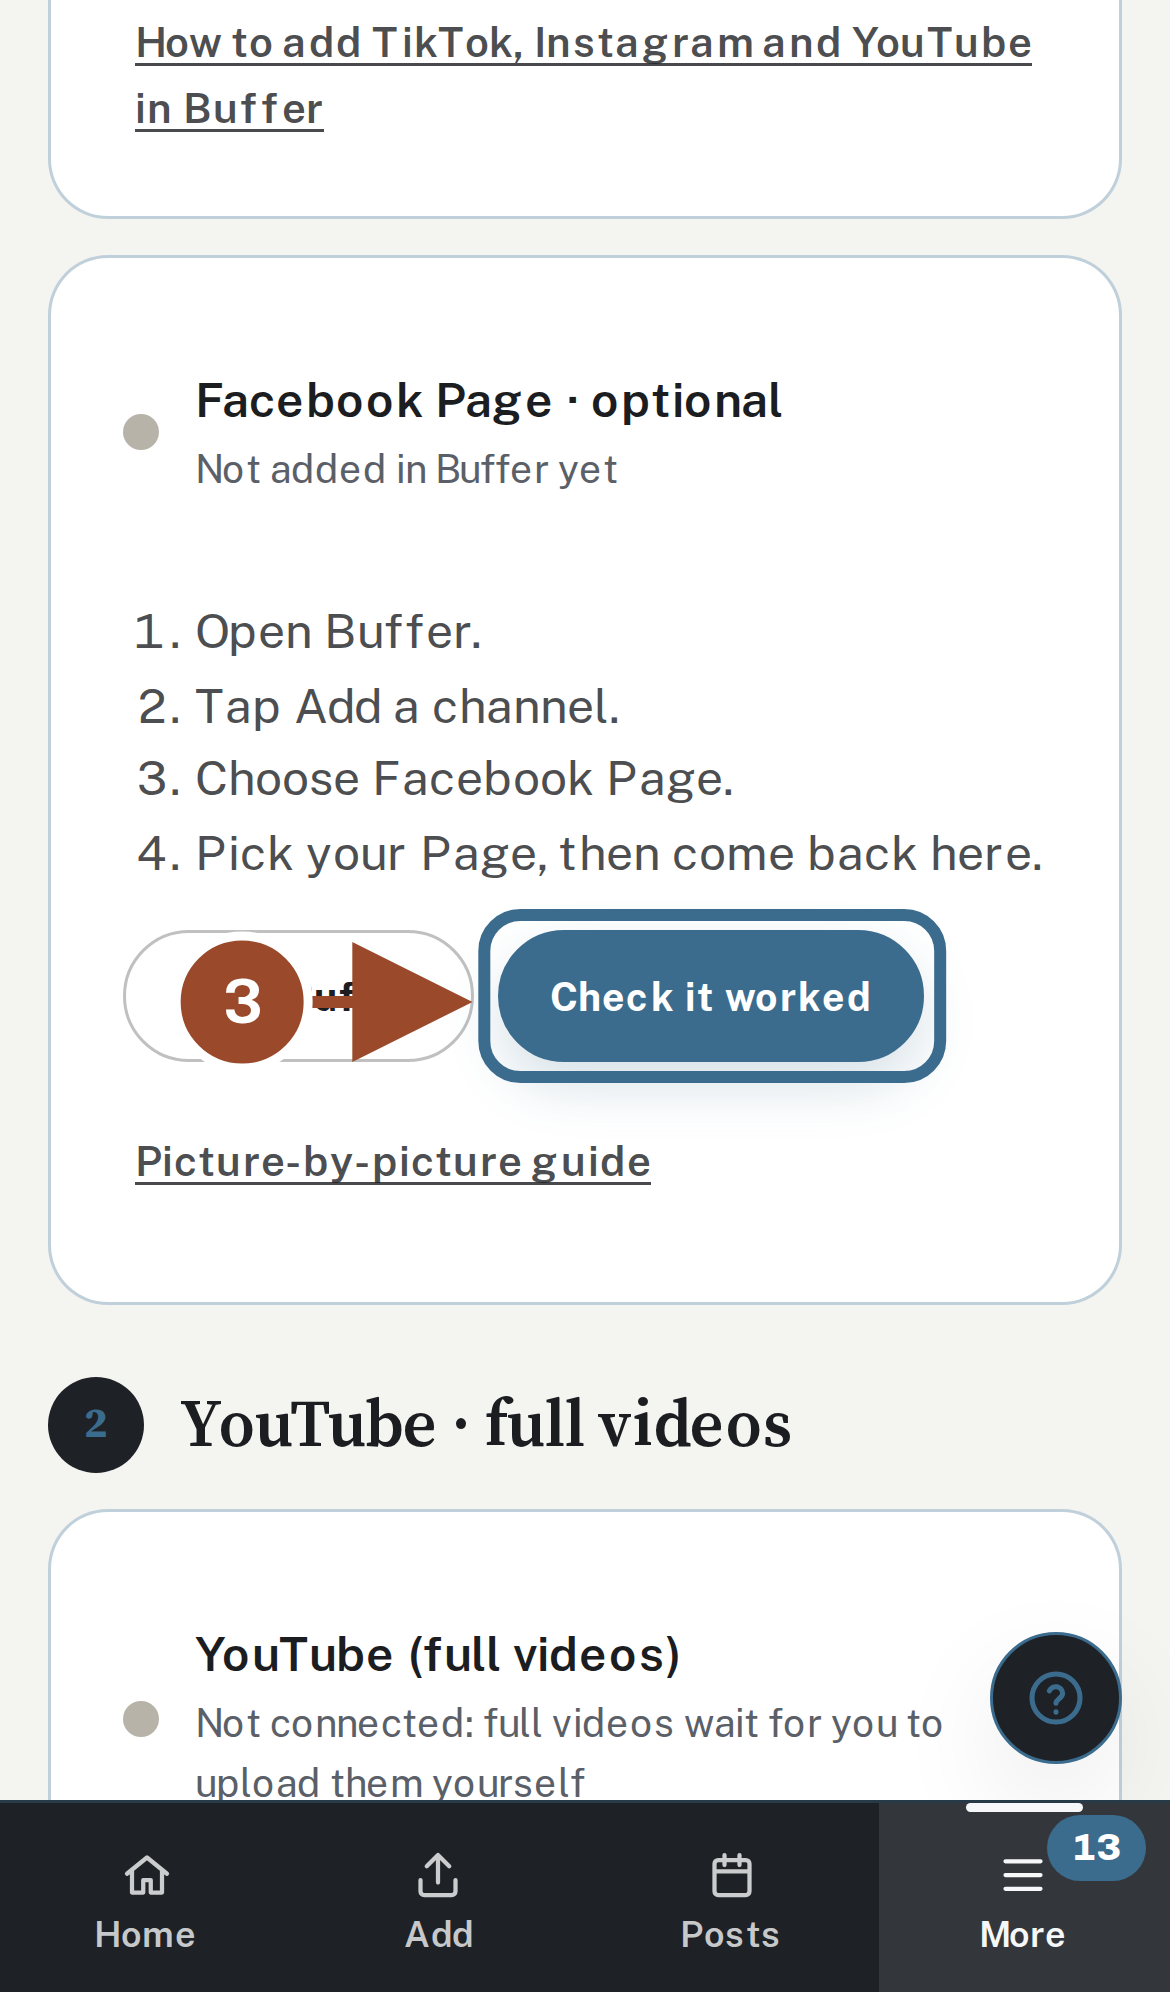 How to add TikTok, Instagram and YouTube
in Buffer
Facebook Page · optional
Not added in Buffer yet
1. Open Buffer.
2. Tap Add a channel.
3. Choose Facebook Page.
4. Pick your Page, then come back here.
3
Check it worked
Picture-by-picture guide
2
YouTube · full videos
YouTube (full videos)
Not connected: full videos wait for you to
upload them yourself
13
Home
Add
Posts
More